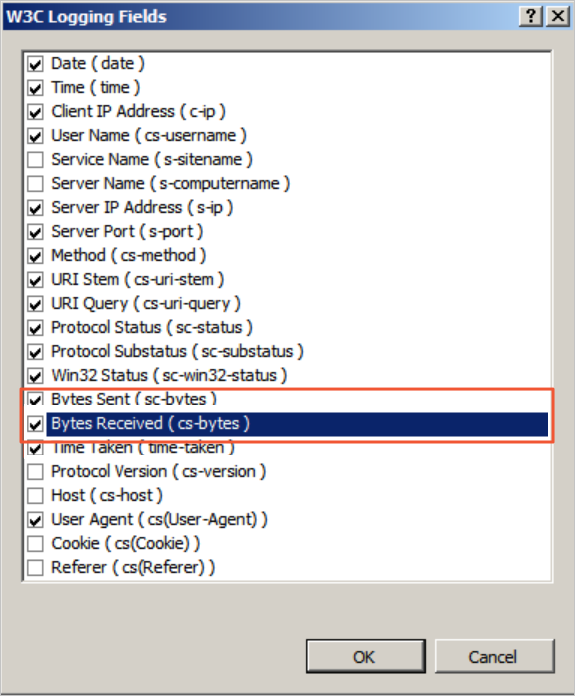 W3C Logging Fields
Date ( date )
Time ( time )
Client IP Address ( c-ip )
User Name ( cs-username )
Service Name ( s-sitename )
Server Name ( s-computername )
Server IP Address ( s-ip )
Server Port ( s-port )
Method ( cs-method )
URI Stem ( cs-uri-stem )
URI Query ( cs-uri-query )
Protocol Status ( sc-status )
Protocol Substatus ( sc-substatus )
Win32 Status ( sc-win32-status )
Bytes Sent ( sc-bytes )
Bytes Received ( cs-bytes )
Time Taken ( time-taken )
Protocol Version ( cs-version )
Host ( cs-host )
User Agent ( cs(User-Agent) )
Cookie ( cs(Cookie) )
Referer ( cs(Referer) )
OK
Cancel